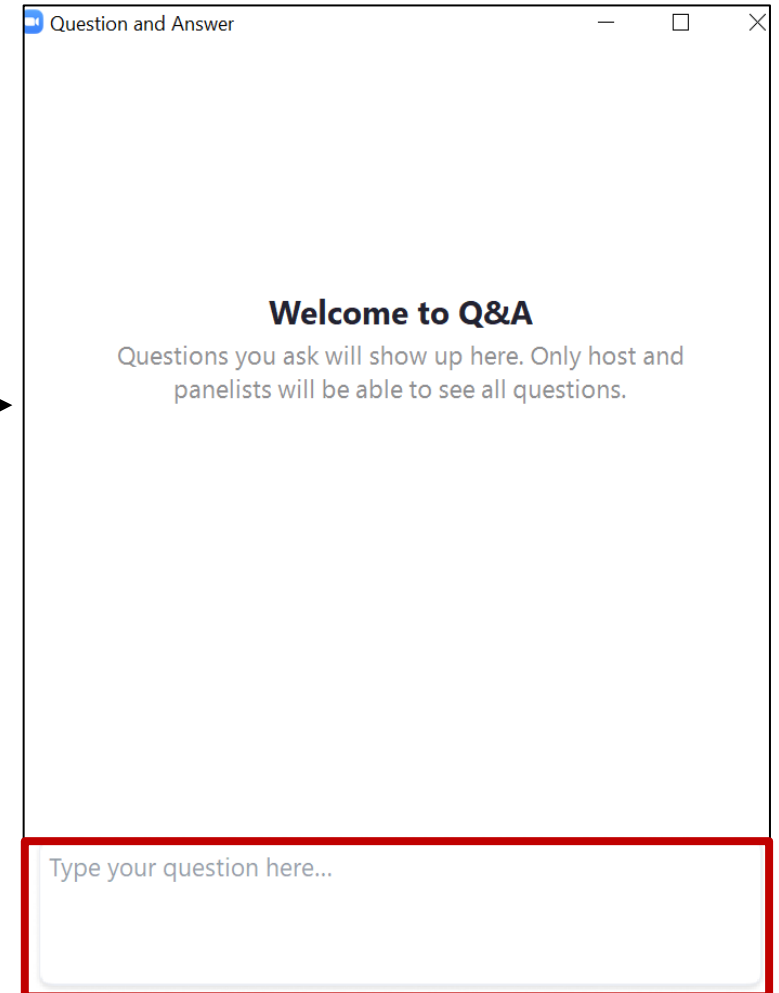 Question and Answer
Welcome to Q&A
Questions you ask will show up here. Only host and
panelists will be able to see all questions.
Type your question here...